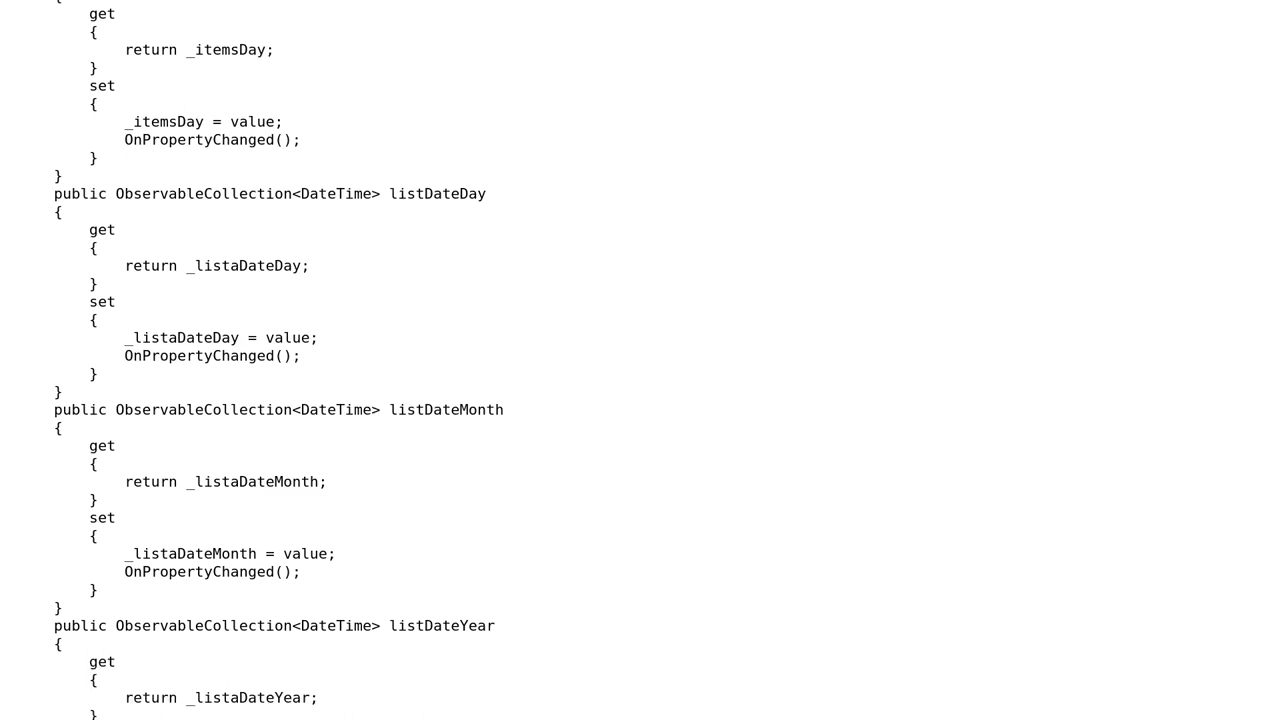 {
get
{
return _itemsDay;
}
set
{
_itemsDay = value;
OnPropertyChanged();
}
}
public ObservableCollection<DateTime> listDateDay
{
get
{
return _listaDateDay;
}
set
{
_listaDateDay = value;
OnPropertyChanged();
}
}
public ObservableCollection<DateTime> listDateMonth
{
get
{
return _listaDateMonth;
}
set
{
_listaDateMonth = value;
OnPropertyChanged();
}
}
public ObservableCollection<DateTime> listDateYear
{
get
{
return _listaDateYear;
}